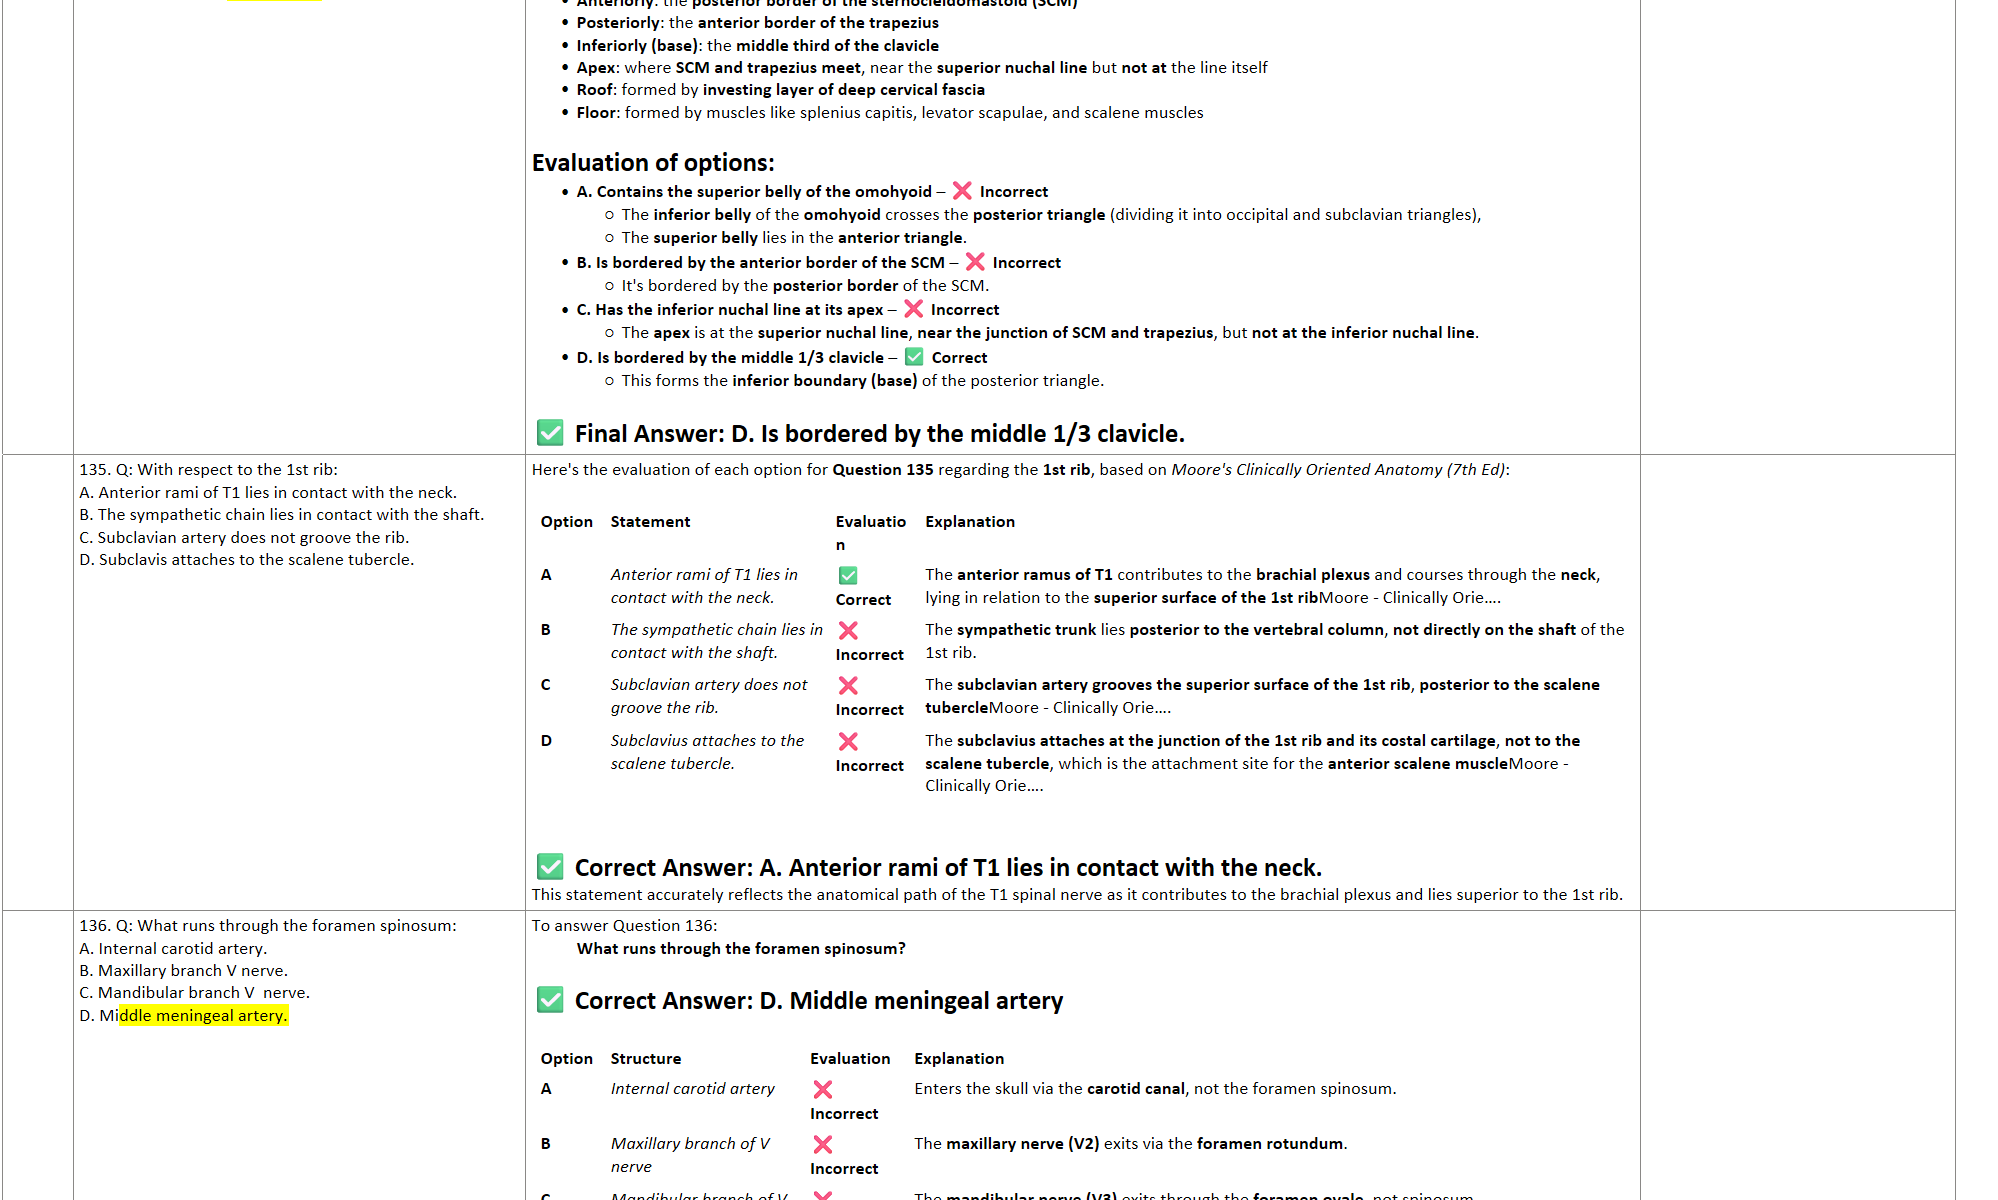 • Anteriorly: the posterior border of the sternocleidomastoid (SCM)
• Posteriorly: the anterior border of the trapezius
• Inferiorly (base): the middle third of the clavicle
• Apex: where SCM and trapezius meet, near the superior nuchal line but not at the line itself
• Roof: formed by investing layer of deep cervical fascia
• Floor: formed by muscles like splenius capitis, levator scapulae, and scalene muscles
Evaluation of options:
• A. Contains the superior belly of the omohyoid – ❌ Incorrect
○ The inferior belly of the omohyoid crosses the posterior triangle (dividing it into occipital and subclavian triangles),
○ The superior belly lies in the anterior triangle.
• B. Is bordered by the anterior border of the SCM – ❌ Incorrect
○ It's bordered by the posterior border of the SCM.
• C. Has the inferior nuchal line at its apex – ❌ Incorrect
○ The apex is at the superior nuchal line, near the junction of SCM and trapezius, but not at the inferior nuchal line.
• D. Is bordered by the middle 1/3 clavicle – ✅ Correct
○ This forms the inferior boundary (base) of the posterior triangle.
✅ Final Answer: D. Is bordered by the middle 1/3 clavicle.
135. Q: With respect to the 1st rib:
A. Anterior rami of T1 lies in contact with the neck.
B. The sympathetic chain lies in contact with the shaft.
C. Subclavian artery does not groove the rib.
D. Subclavis attaches to the scalene tubercle.
Here's the evaluation of each option for Question 135 regarding the 1st rib, based on Moore's Clinically Oriented Anatomy (7th Ed):
Option Statement Evaluatio Explanation
n
A Anterior rami of T1 lies in ✅ The anterior ramus of T1 contributes to the brachial plexus and courses through the neck,
contact with the neck. Correct lying in relation to the superior surface of the 1st ribMoore - Clinically Orie....
B The sympathetic chain lies in ❌ The sympathetic trunk lies posterior to the vertebral column, not directly on the shaft of the
contact with the shaft. Incorrect 1st rib.
C Subclavian artery does not ❌ The subclavian artery grooves the superior surface of the 1st rib, posterior to the scalene
groove the rib. Incorrect tubercleMoore - Clinically Orie....
D Subclavius attaches to the ❌ The subclavius attaches at the junction of the 1st rib and its costal cartilage, not to the
scalene tubercle. Incorrect scalene tubercle, which is the attachment site for the anterior scalene muscleMoore -
Clinically Orie....
✅ Correct Answer: A. Anterior rami of T1 lies in contact with the neck.
This statement accurately reflects the anatomical path of the T1 spinal nerve as it contributes to the brachial plexus and lies superior to the 1st rib.
136. Q: What runs through the foramen spinosum:
A. Internal carotid artery.
B. Maxillary branch V nerve.
C. Mandibular branch V  nerve.
D. Middle meningeal artery.
To answer Question 136:
What runs through the foramen spinosum?
✅ Correct Answer: D. Middle meningeal artery
Option Structure Evaluation Explanation
A Internal carotid artery ❌ Enters the skull via the carotid canal, not the foramen spinosum.
Incorrect
B Maxillary branch of V ❌ The maxillary nerve (V2) exits via the foramen rotundum.
nerve Incorrect
C Mandibular branch of V ❌ The mandibular nerve (V3) exits through the foramen ovale, not spinosum.